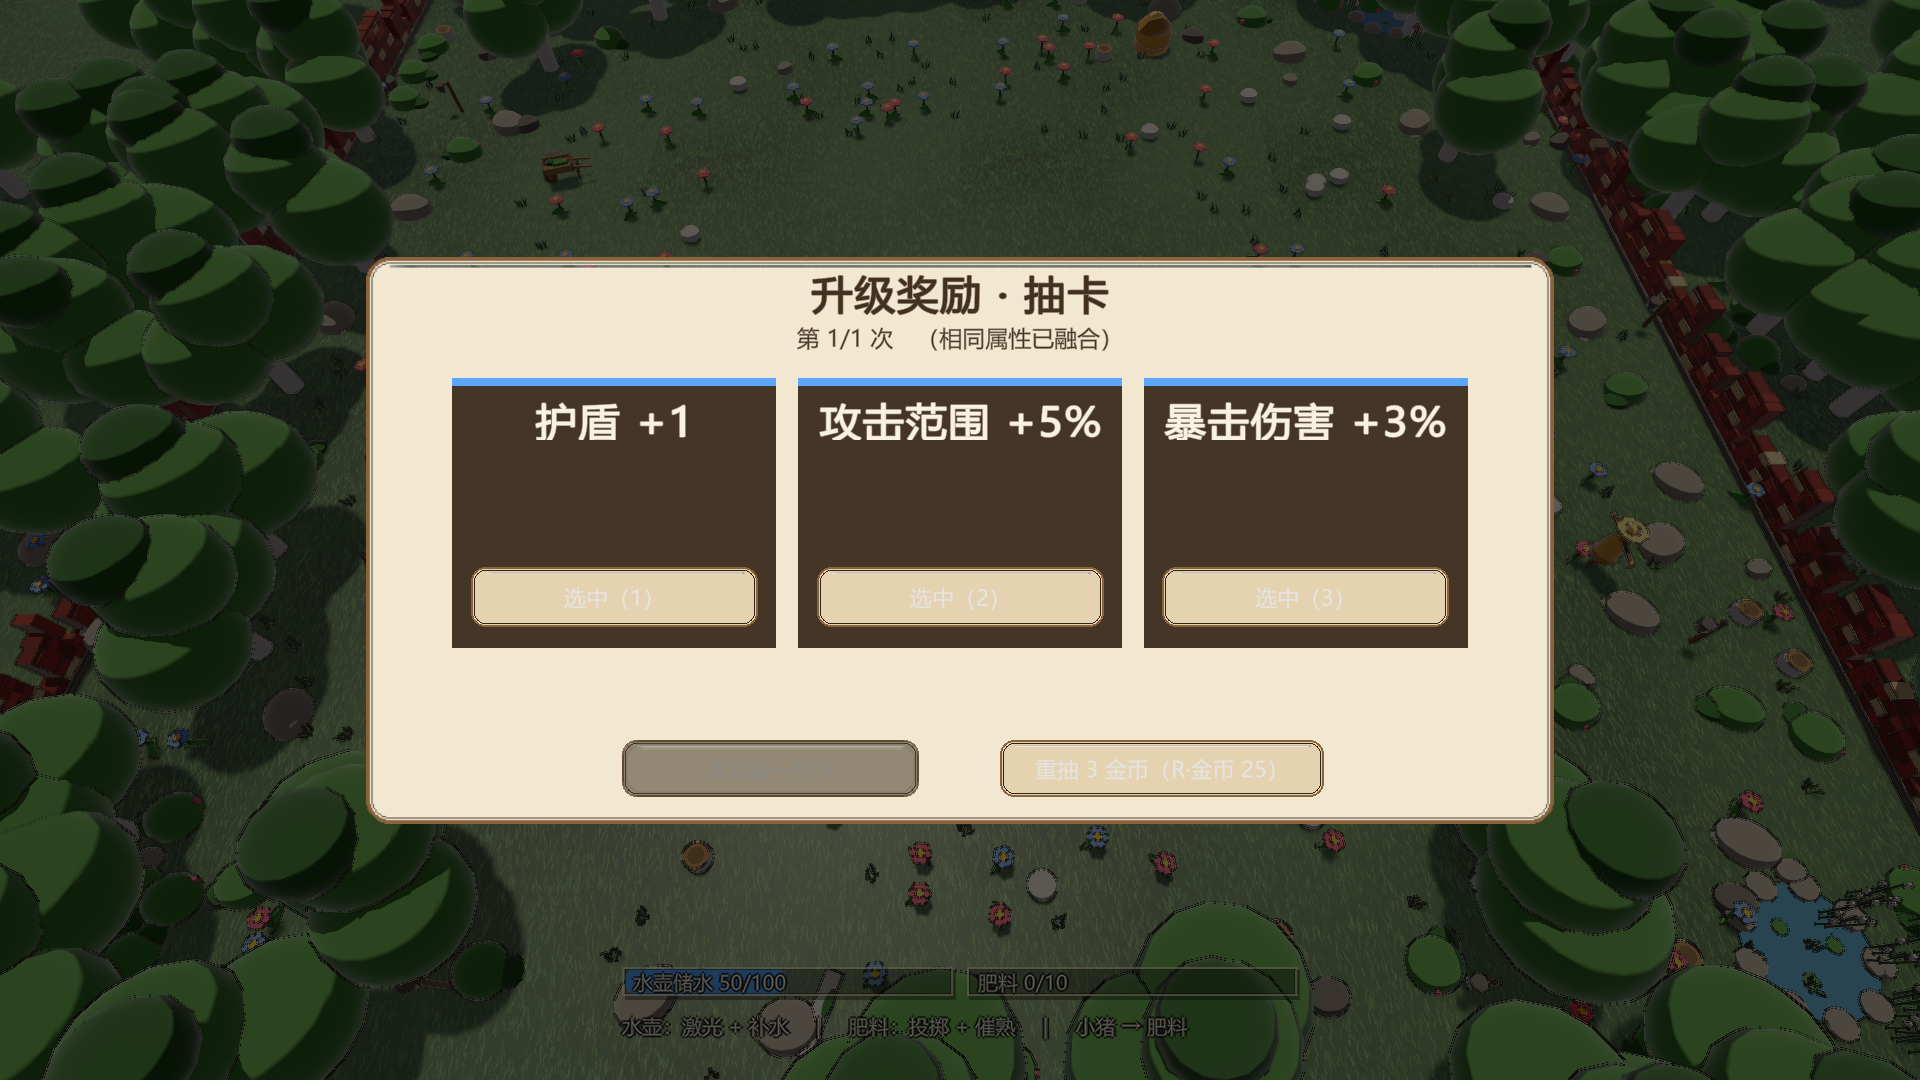 升级奖励 · 抽卡
第 1/1 次 （相同属性已融合）
护盾 +1
攻击范围 +5%
暴击伤害 +3%
选中（1）
选中（2）
选中（3）
重抽 3 金币（R·金币 25）
水壶储水 50/100
肥料 0/10
水壶：激光 + 补水 | 肥料：投掷 + 催熟 | 小猪 → 肥料